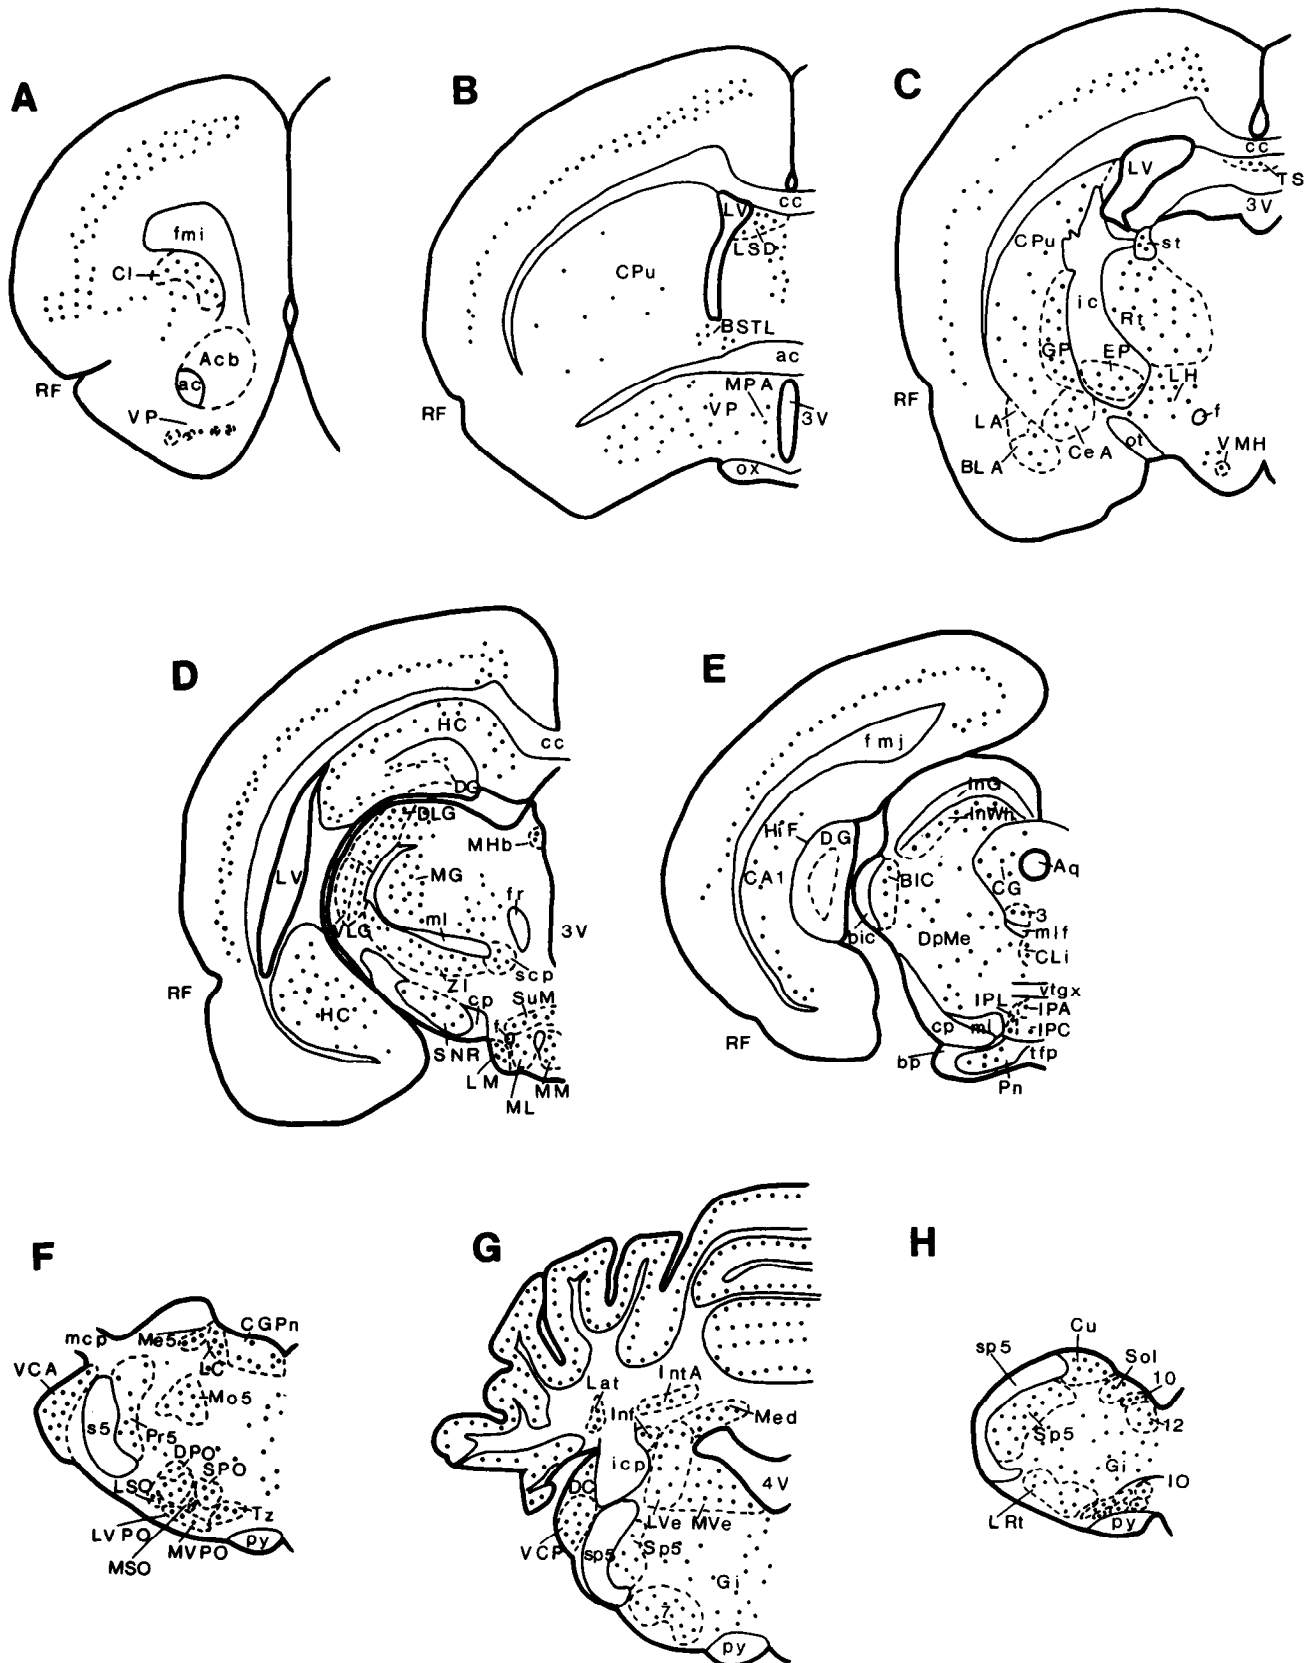 A
fmi
Cl
Acb
ac
RF
VP
B
cc
LV
LSD
CPu
BSTL
ac
MPA
VP
3V
RF
ox
C
cc
LV
TS
3V
CPu
st
ic
Rt
GP
EP
LH
RF
LA
f
CeA
ot
VMH
BLA
D
HC
cc
DG
DLG
MHb
MG
LV
fr
ml
VLG
3V
scp
RF
ZI
cp
SuM
HC
f
SNR
LM
MM
ML
E
fmj
InG
InWh
HiF
DG
Aq
CA1
BIC
CG
3
mlf
bic
DpMe
CLi
vtgx
IPL
IPA
cp
ml
IPC
RF
bp
tfp
Pn
F
mcp
Me5
CGPn
VCA
LC
Mo5
s5
Pr5
DPO
SPO
LSO
Tz
LVPO
py
MVPO
MSO
G
Lat
IntA
Inf
Med
icp
DC
4V
LVe
MVe
VCP
sp5
Sp5
Gi
7
py
H
Cu
sp5
Sol
10
12
Sp5
Gi
IO
LRt
py